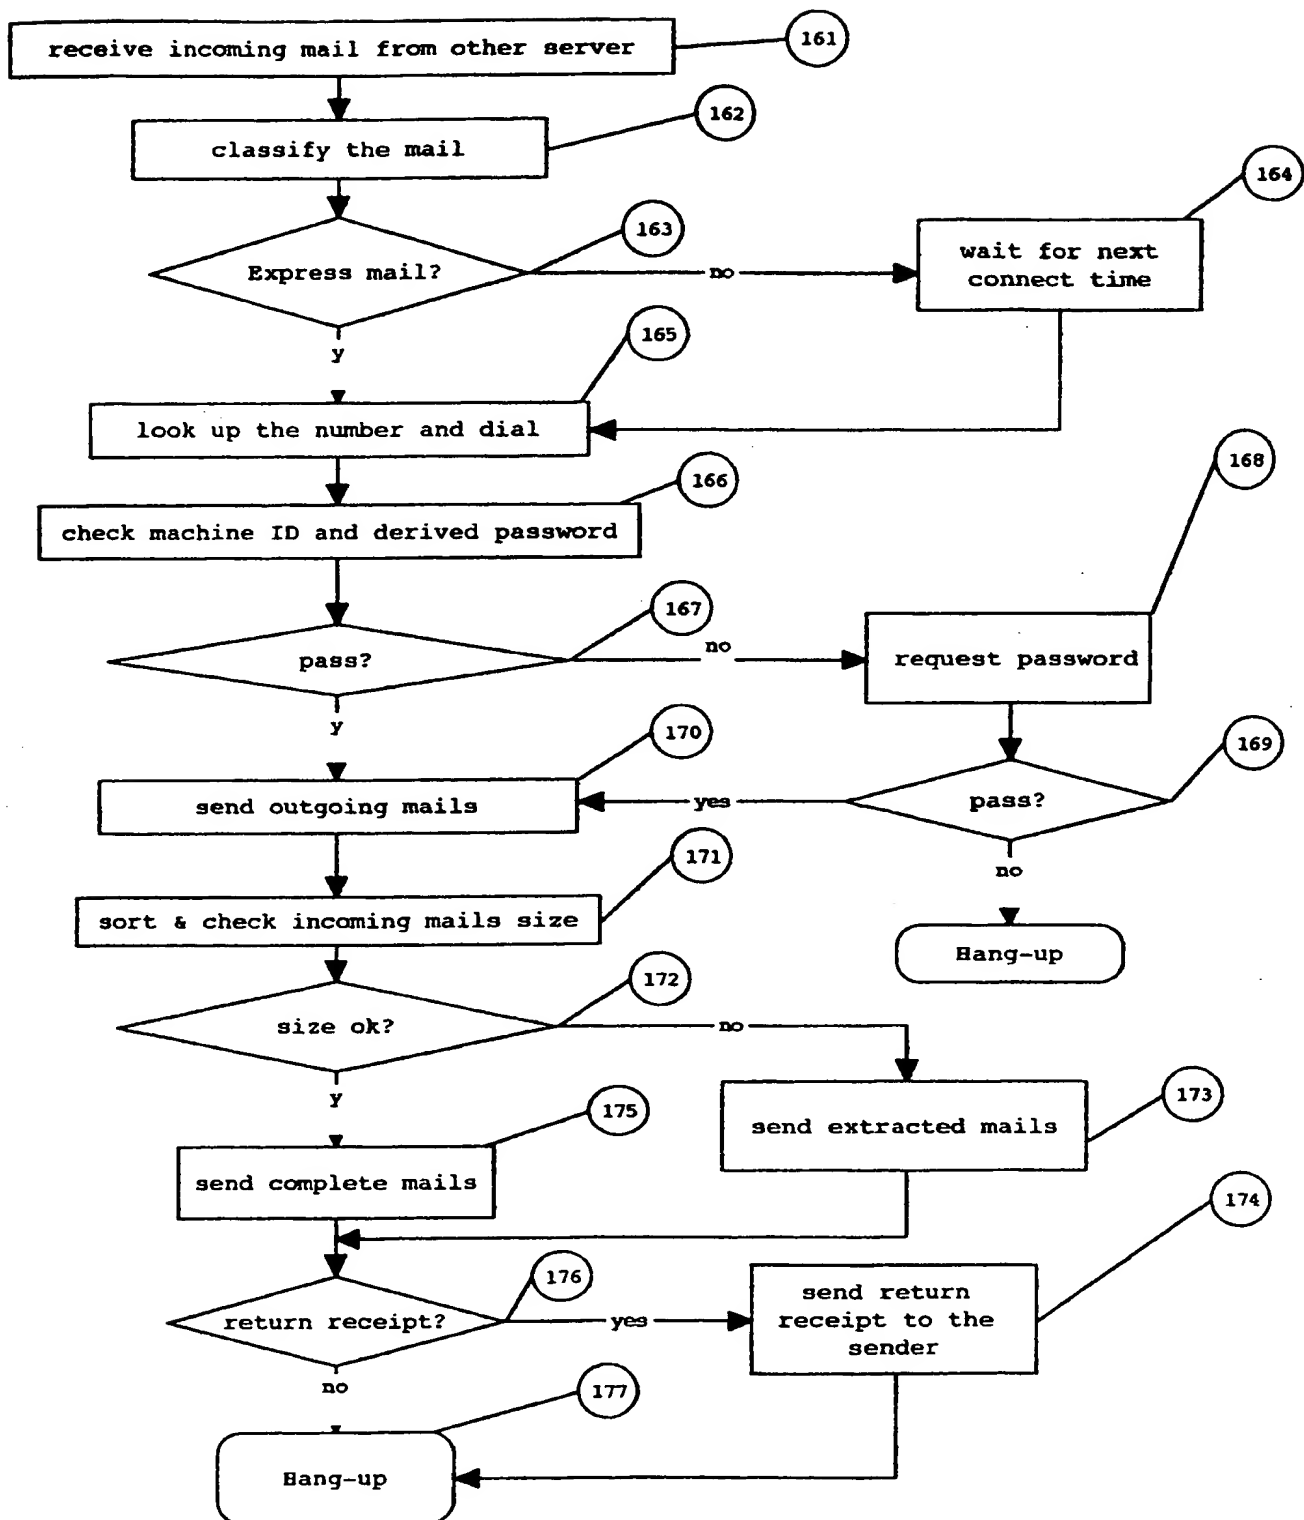 receive incoming mail from other server
161
classify the mail
162
Express mail?
163
no
wait for next
connect time
164
y
look up the number and dial
165
check machine ID and derived password
166
pass?
167
no
request password
168
y
send outgoing mails
170
yes
pass?
169
no
Hang-up
sort & check incoming mails size
171
size ok?
172
no
y
send extracted mails
173
send complete mails
175
return receipt?
176
yes
send return
receipt to the
sender
174
no
Hang-up
177